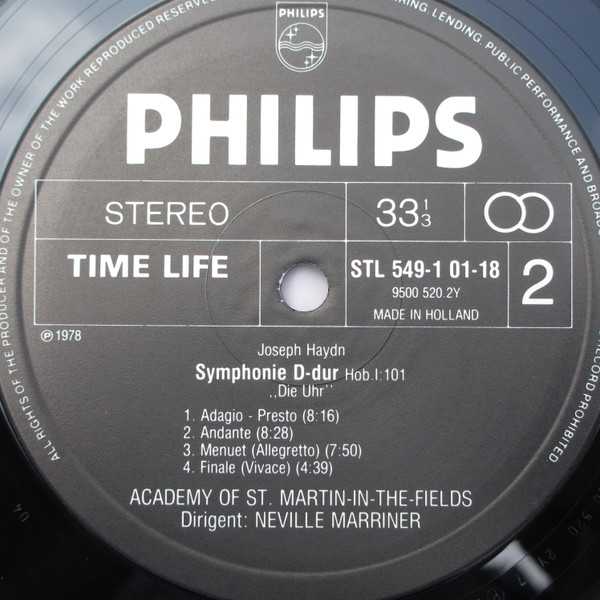 PHILIPS
ALL RIGHTS OF THE PRODUCER AND OF THE OWNER OF THE WORK REPRODUCED RESERVED
LENDING, PUBLIC PERFORMANCE AND BROAD
RECORD PROHIBITED
PHILIPS
STEREO
33 1/3
TIME LIFE
STL 549-1 01-18
9500 520.2Y
MADE IN HOLLAND
2
℗ 1978
Joseph Haydn
Symphonie D-dur Hob.I:101
,,Die Uhr''
1. Adagio - Presto (8:16)
2. Andante (8:28)
3. Menuet (Allegretto) (7:50)
4. Finale (Vivace) (4:39)
ACADEMY OF ST. MARTIN-IN-THE-FIELDS
Dirigent: NEVILLE MARRINER